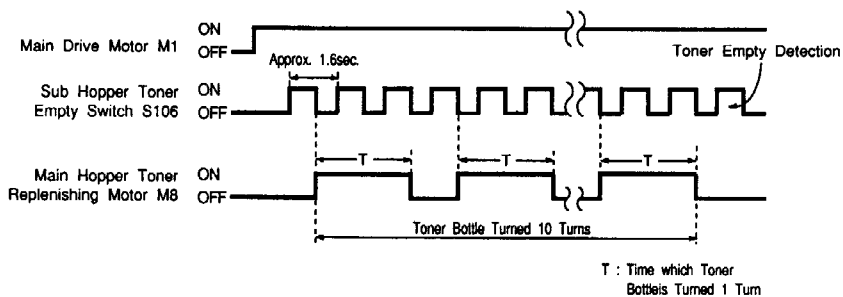 Main Drive Motor M1
ON
OFF
Approx. 1.6sec.
Toner Empty Detection
Sub Hopper Toner
Empty Switch S106
ON
OFF
T
T
T
Main Hopper Toner
Replenishing Motor M8
ON
OFF
Toner Bottle Turned 10 Turns
T : Time which Toner
Bottleis Turned 1 Turn